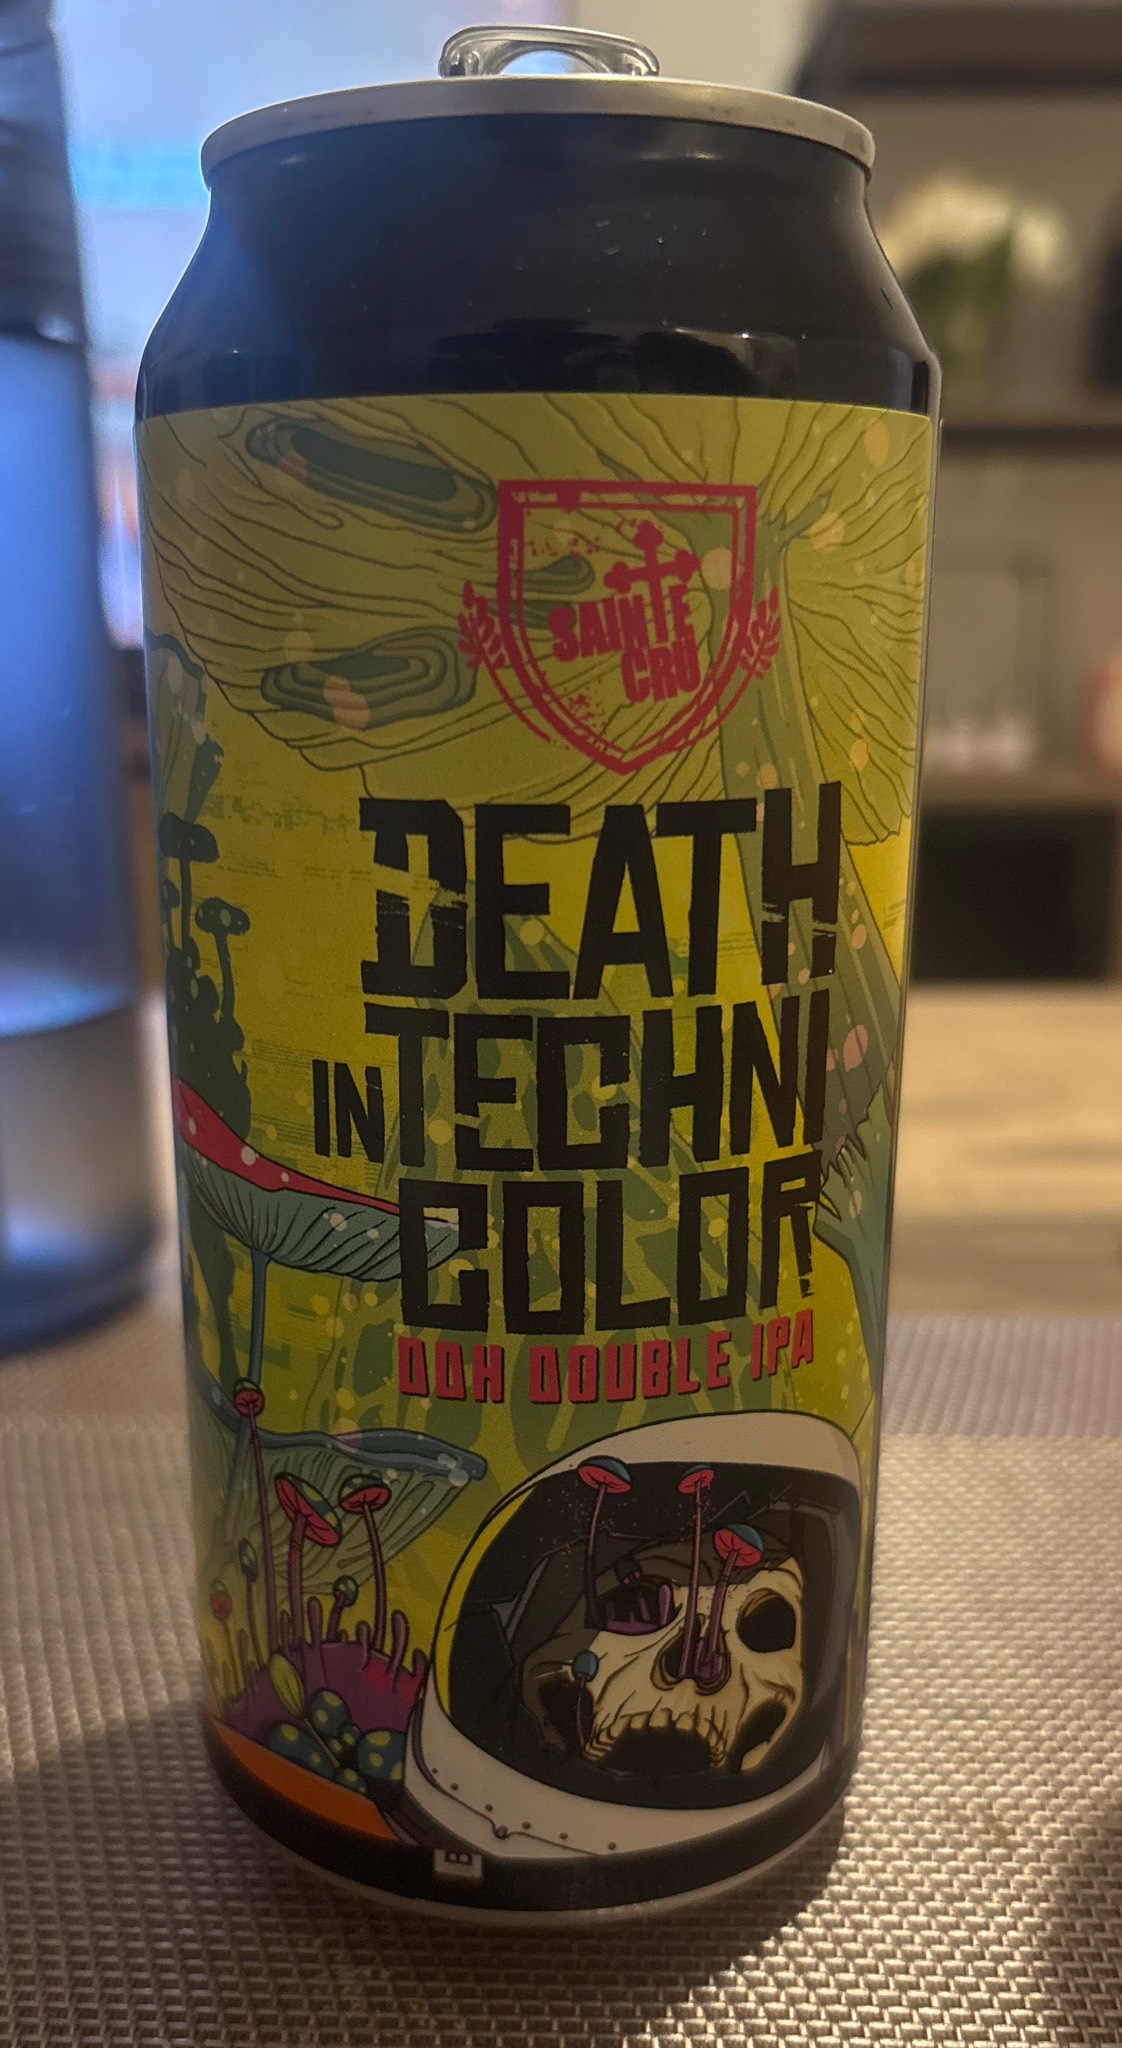 SAINTE
CRU
DEATH
IN TECHNI
COLOR
DDH DOUBLE IPA
B